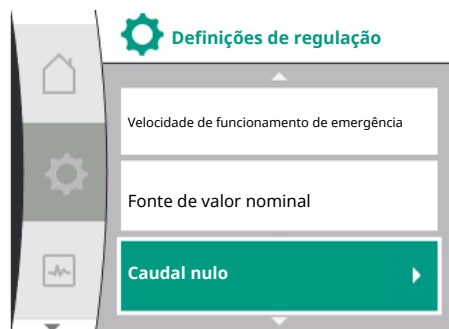 Definições de regulação
Velocidade de funcionamento de emergência
Fonte de valor nominal
Caudal nulo